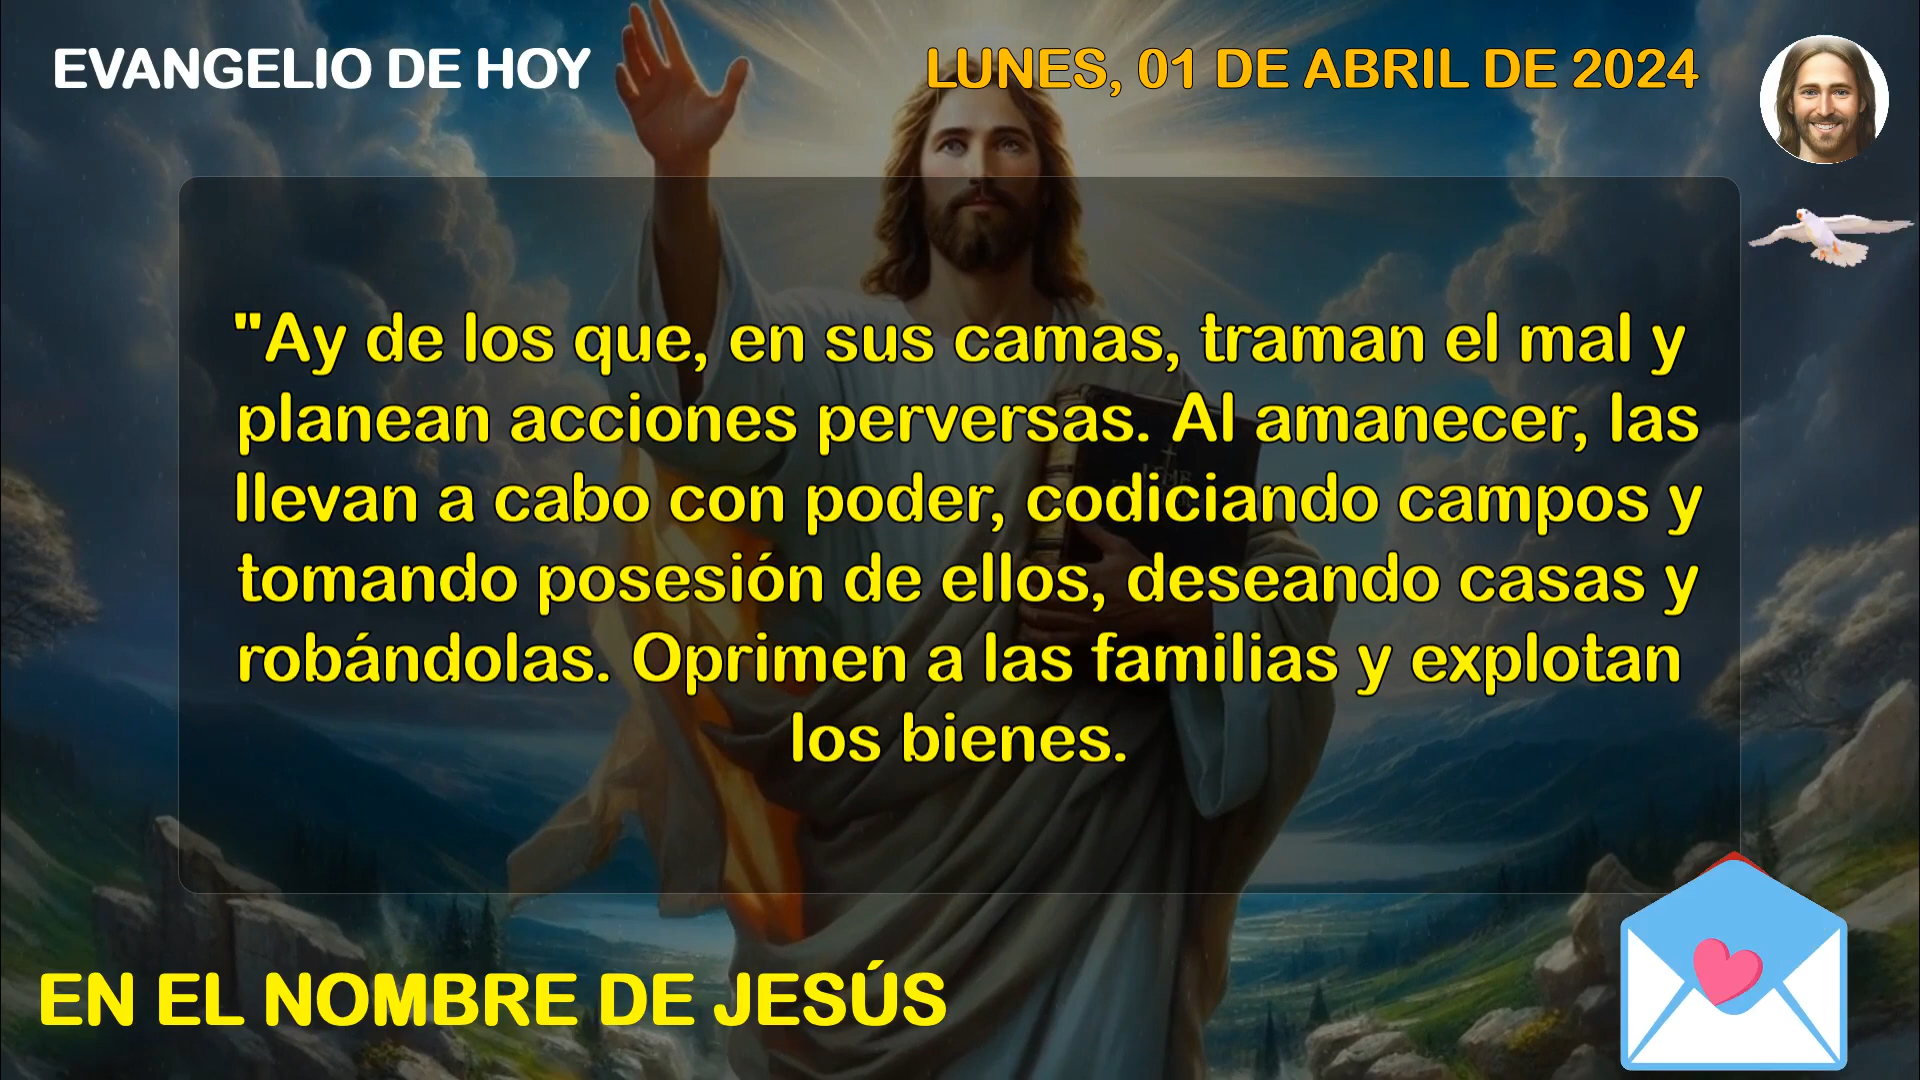 EVANGELIO DE HOY
LUNES, 01 DE ABRIL DE 2024
"Ay de los que, en sus camas, traman el mal y
planean acciones perversas. Al amanecer, las
llevan a cabo con poder, codiciando campos y
tomando posesión de ellos, deseando casas y
robándolas. Oprimen a las familias y explotan
los bienes.
EN EL NOMBRE DE JESÚS